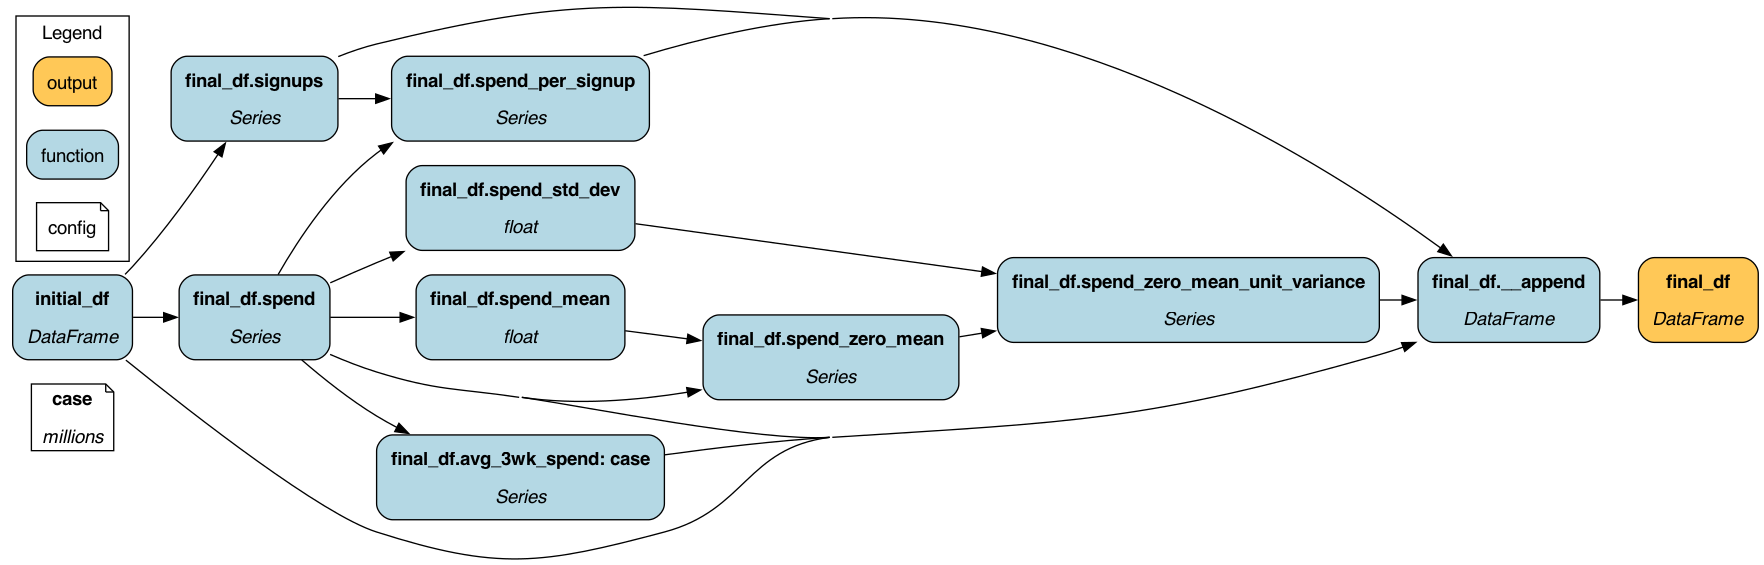 Legend
output
function
config
initial_df
DataFrame
case
millions
final_df.signups
Series
final_df.spend
Series
final_df.spend_per_signup
Series
final_df.spend_std_dev
float
final_df.spend_mean
float
final_df.avg_3wk_spend: case
Series
final_df.spend_zero_mean
Series
final_df.spend_zero_mean_unit_variance
Series
final_df.__append
DataFrame
final_df
DataFrame